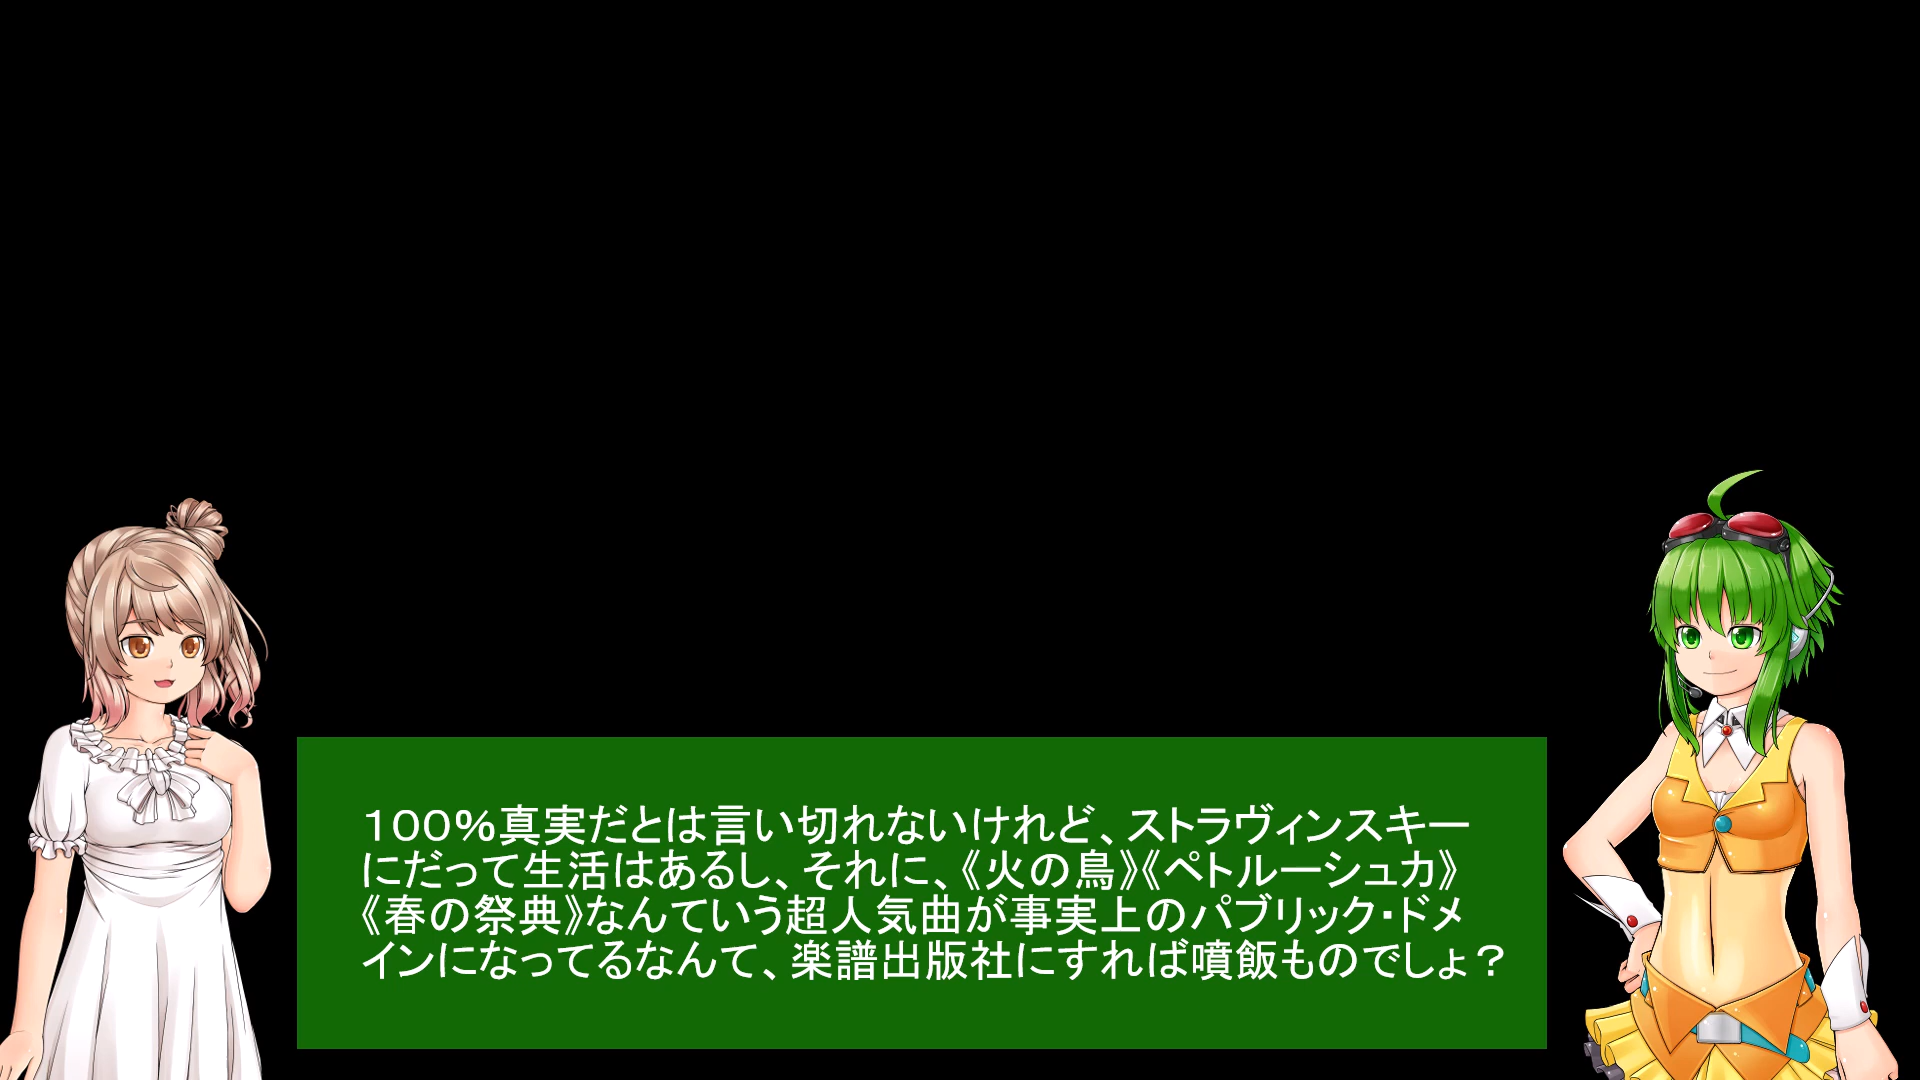 １００％真実だとは言い切れないけれど、ストラヴィンスキー
にだって生活はあるし、それに、《火の鳥》《ペトルーシュカ》
《春の祭典》なんていう超人気曲が事実上のパブリック・ドメ
インになってるなんて、楽譜出版社にすれば噴飯ものでしょ？